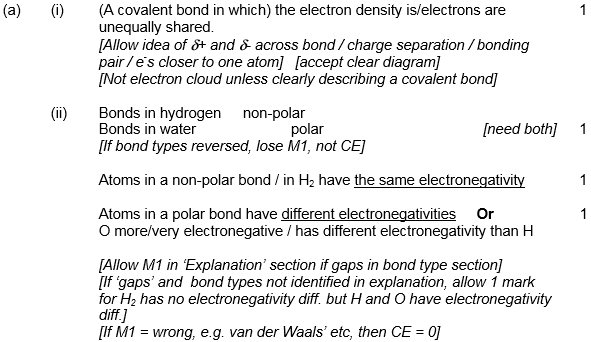 (a) (i) (A covalent bond in which) the electron density is/electrons are 1
unequally shared.
[Allow idea of δ+ and δ- across bond / charge separation / bonding
pair / e⁻s closer to one atom] [accept clear diagram]
[Not electron cloud unless clearly describing a covalent bond]
(ii) Bonds in hydrogen non-polar
Bonds in water polar [need both] 1
[If bond types reversed, lose M1, not CE]
Atoms in a non-polar bond / in H₂ have the same electronegativity 1
Atoms in a polar bond have different electronegativities Or 1
O more/very electronegative / has different electronegativity than H
[Allow M1 in ‘Explanation’ section if gaps in bond type section]
[If ‘gaps’ and bond types not identified in explanation, allow 1 mark
for H₂ has no electronegativity diff. but H and O have electronegativity
diff.]
[If M1 = wrong, e.g. van der Waals’ etc, then CE = 0]